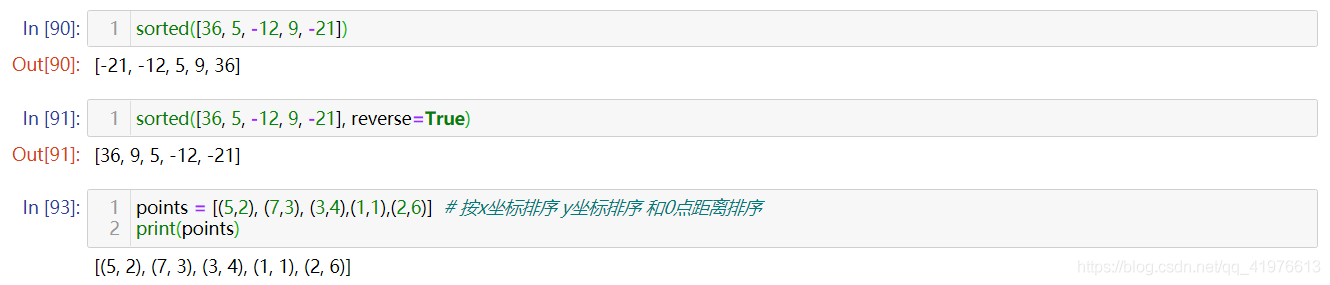 In [90]: 1 sorted([36, 5, -12, 9, -21])
Out[90]: [-21, -12, 5, 9, 36]
In [91]: 1 sorted([36, 5, -12, 9, -21], reverse=True)
Out[91]: [36, 9, 5, -12, -21]
In [93]: 1 points = [(5,2), (7,3), (3,4),(1,1),(2,6)] # 按x坐标排序 y坐标排序 和0点距离排序
2 print(points)
[(5, 2), (7, 3), (3, 4), (1, 1), (2, 6)]
https://blog.csdn.net/qq_41976613